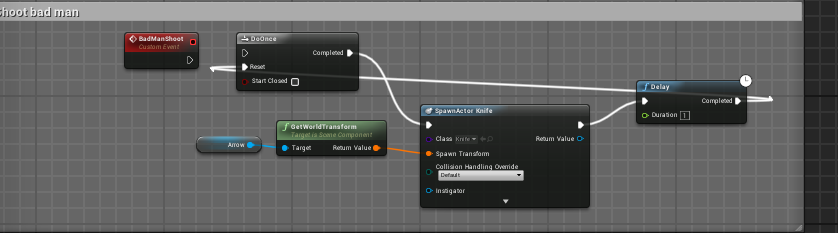 Shoot bad man
BadManShoot
Custom Event
DoOnce
Completed
Reset
Start Closed
GetWorldTransform
Target is Scene Component
Arrow
Target
Return Value
SpawnActor Knife
Class
Knife
Return Value
Spawn Transform
Collision Handling Override
Default
Instigator
Delay
Completed
Duration
1